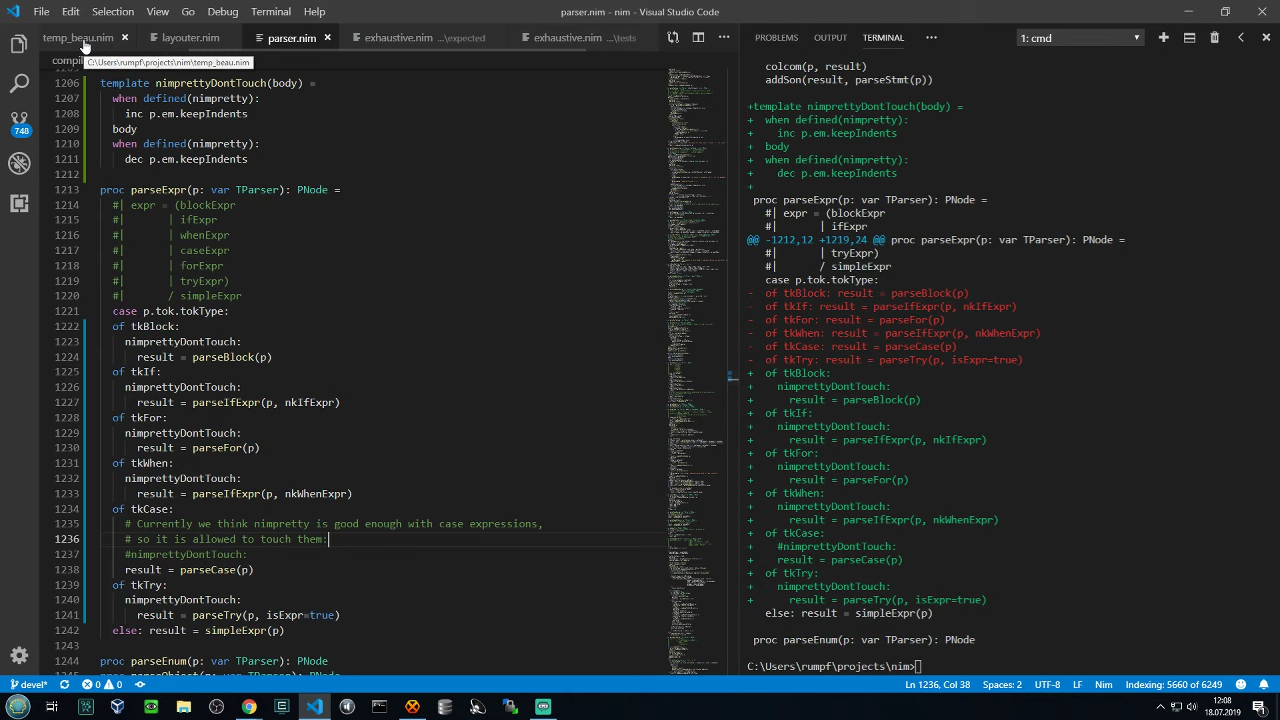 File Edit Selection View Go Debug Terminal Help
parser.nim - nim - Visual Studio Code
temp_beau.nim
layouter.nim
parser.nim
exhaustive.nim ...\expected
exhaustive.nim ...\tests
C:\Users\rumpf\projects\nim\temp_beau.nim
1206 template nimprettyDontTouch(body) =
1207 when defined(nimpretty):
1208 inc p.em.keepIndents
1209 body
1210 when defined(nimpretty):
1211 dec p.em.keepIndents
1212
1213 proc parseExpr(p: var TParser): PNode =
1214 #| expr = (blockExpr
1215 #| | ifExpr
1216 #| | whenExpr
1217 #| | caseExpr
1218 #| | forExpr
1219 #| | tryExpr)
1220 #| / simpleExpr
1221 case p.tok.tokType:
1222 of tkBlock:
1223 nimprettyDontTouch:
1224 result = parseBlock(p)
1225 of tkIf:
1226 nimprettyDontTouch:
1227 result = parseIfExpr(p, nkIfExpr)
1228 of tkFor:
1229 nimprettyDontTouch:
1230 result = parseFor(p)
1231 of tkWhen:
1232 nimprettyDontTouch:
1233 result = parseIfExpr(p, nkWhenExpr)
1234 of tkCase:
1235 # Currently we think nimpretty is good enough with case expressions,
1236 # so it is allowed to touch them:
1237 #nimprettyDontTouch:
1238 result = parseCase(p)
1239 of tkTry:
1240 nimprettyDontTouch:
1241 result = parseTry(p, isExpr=true)
1242 else: result = simpleExpr(p)
1243
1244 proc parseEnum(p: var TParser): PNode
PROBLEMS OUTPUT TERMINAL
1: cmd
colcom(p, result)
addSon(result, parseStmt(p))
+template nimprettyDontTouch(body) =
+ when defined(nimpretty):
+ inc p.em.keepIndents
+ body
+ when defined(nimpretty):
+ dec p.em.keepIndents
+
proc parseExpr(p: var TParser): PNode =
#| expr = (blockExpr
#| | ifExpr
@@ -1212,12 +1219,24 @@ proc parseExpr(p: var TParser): PNode =
#| | tryExpr)
#| / simpleExpr
case p.tok.tokType:
- of tkBlock: result = parseBlock(p)
- of tkIf: result = parseIfExpr(p, nkIfExpr)
- of tkFor: result = parseFor(p)
- of tkWhen: result = parseIfExpr(p, nkWhenExpr)
- of tkCase: result = parseCase(p)
- of tkTry: result = parseTry(p, isExpr=true)
+ of tkBlock:
+ nimprettyDontTouch:
+ result = parseBlock(p)
+ of tkIf:
+ nimprettyDontTouch:
+ result = parseIfExpr(p, nkIfExpr)
+ of tkFor:
+ nimprettyDontTouch:
+ result = parseFor(p)
+ of tkWhen:
+ nimprettyDontTouch:
+ result = parseIfExpr(p, nkWhenExpr)
+ of tkCase:
+ #nimprettyDontTouch:
+ result = parseCase(p)
+ of tkTry:
+ nimprettyDontTouch:
+ result = parseTry(p, isExpr=true)
else: result = simpleExpr(p)
proc parseEnum(p: var TParser): PNode
C:\Users\rumpf\projects\nim>
748
devel* 0 0
Ln 1236, Col 38 Spaces: 2 UTF-8 LF Nim Indexing: 5660 of 6249
12:08
18.07.2019